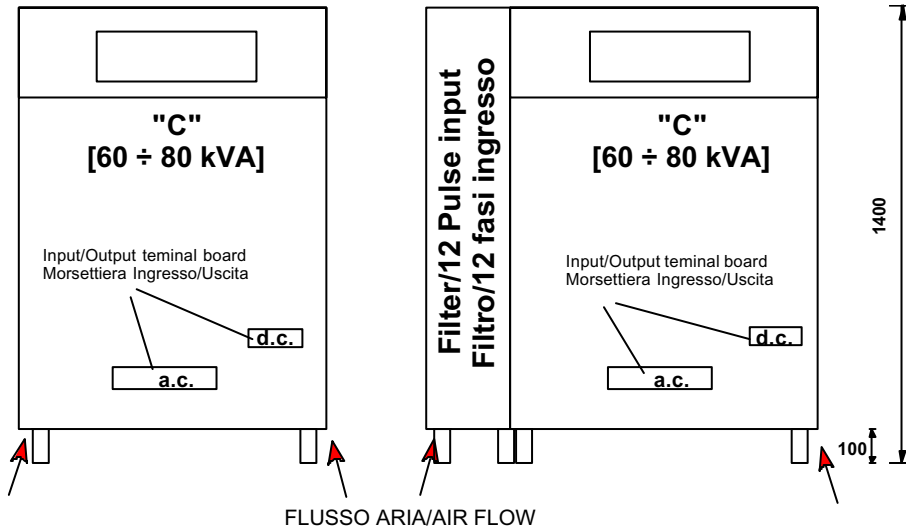 "C"
[60 ÷ 80 kVA]
Input/Output teminal board
Morsettiera Ingresso/Uscita
d.c.
a.c.
Filter/12 Pulse input
Filtro/12 fasi ingresso
"C"
[60 ÷ 80 kVA]
Input/Output teminal board
Morsettiera Ingresso/Uscita
d.c.
a.c.
1400
100
FLUSSO ARIA/AIR FLOW